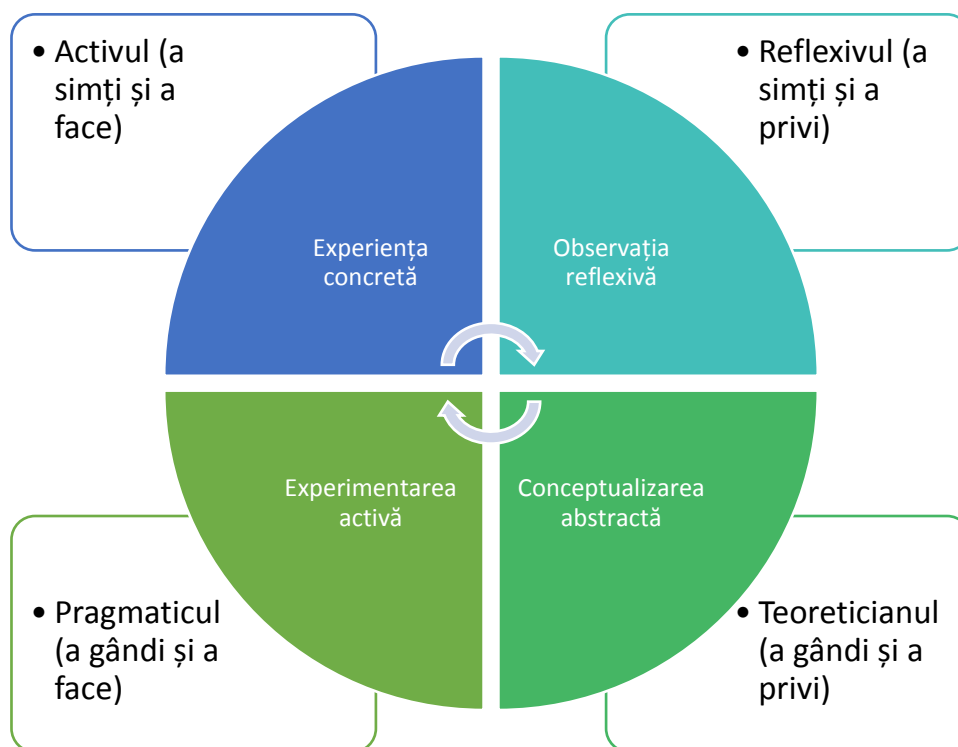 • Activul (a
simți și a
face)
• Reflexivul (a
simți și a
privi)
Experiența
concretă
Observația
reflexivă
Experimentarea
activă
Conceptualizarea
abstractă
• Pragmaticul
(a gândi și a
face)
• Teoreticianul
(a gândi și a
privi)